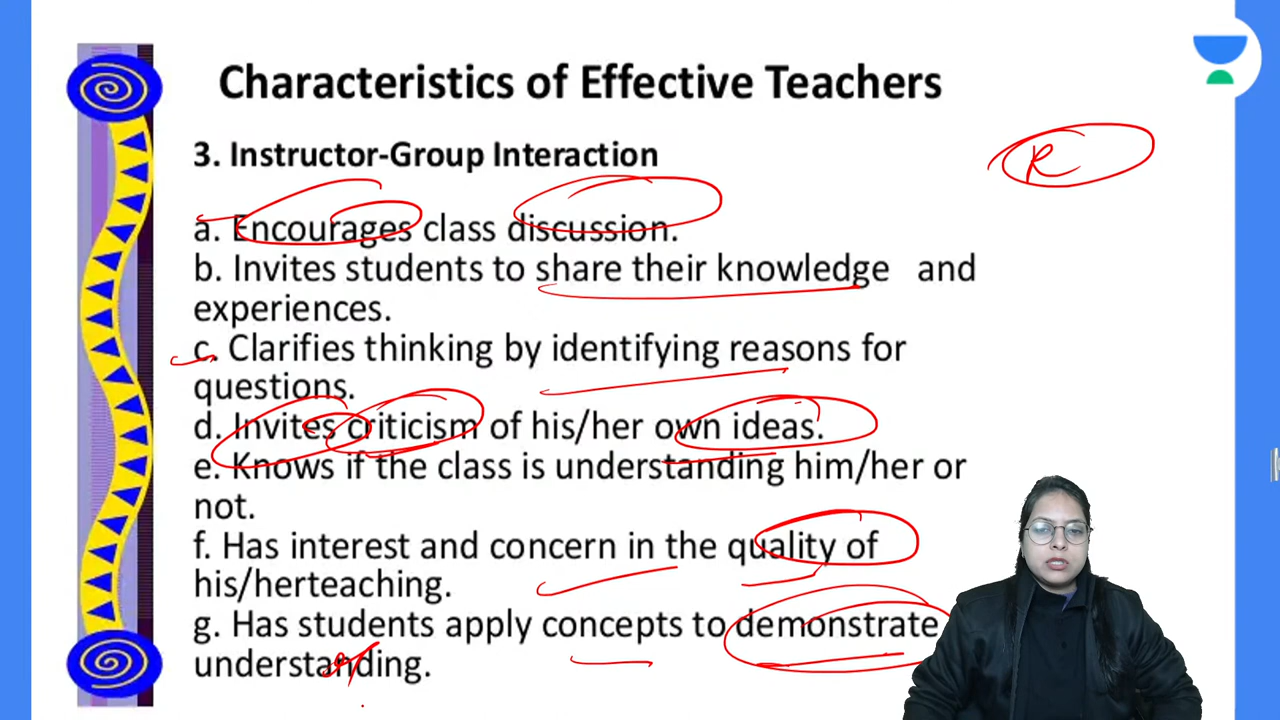 Characteristics of Effective Teachers
3. Instructor-Group Interaction
R
a. Encourages class discussion.
b. Invites students to share their knowledge and
experiences.
c. Clarifies thinking by identifying reasons for
questions.
d. Invites criticism of his/her own ideas.
e. Knows if the class is understanding him/her or
not.
f. Has interest and concern in the quality of
his/herteaching.
g. Has students apply concepts to demonstrate
understanding.